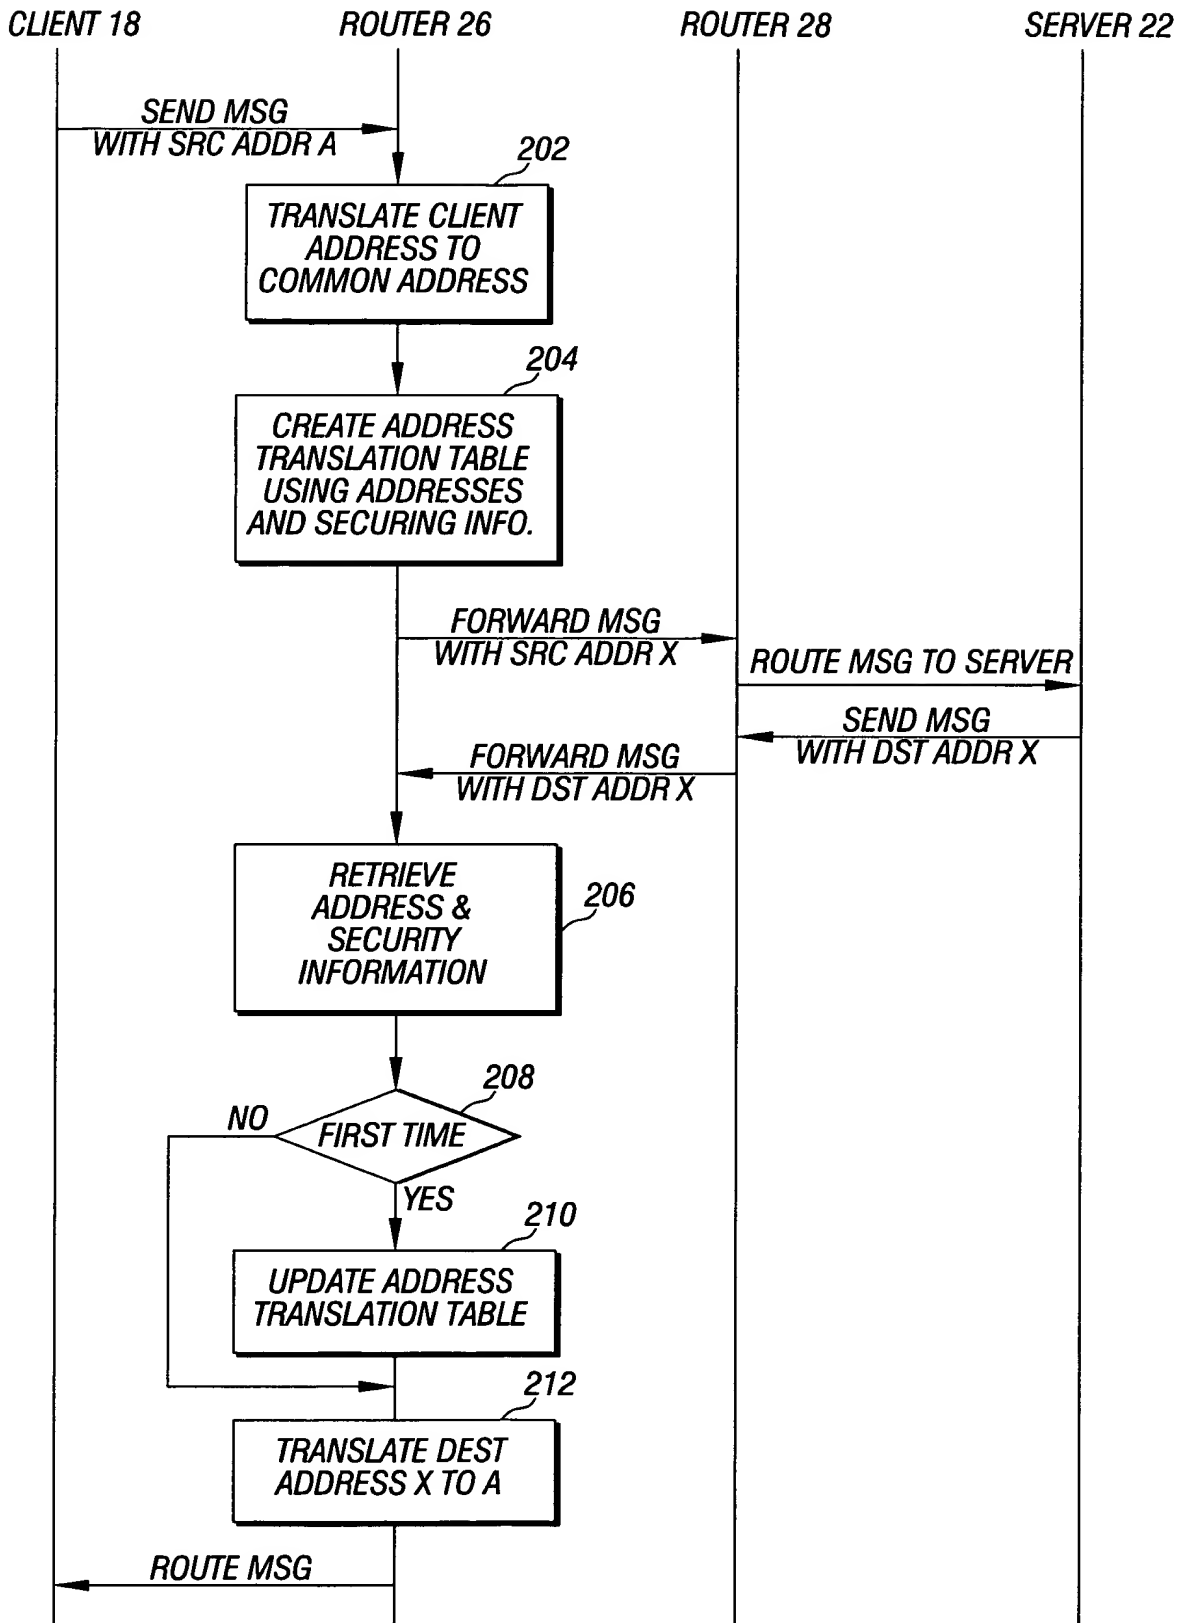 CLIENT 18
ROUTER 26
ROUTER 28
SERVER 22
SEND MSG
WITH SRC ADDR A
202
TRANSLATE CLIENT
ADDRESS TO
COMMON ADDRESS
204
CREATE ADDRESS
TRANSLATION TABLE
USING ADDRESSES
AND SECURING INFO.
FORWARD MSG
WITH SRC ADDR X
ROUTE MSG TO SERVER
SEND MSG
WITH DST ADDR X
FORWARD MSG
WITH DST ADDR X
RETRIEVE
ADDRESS &
SECURITY
INFORMATION
206
208
NO
FIRST TIME
YES
210
UPDATE ADDRESS
TRANSLATION TABLE
212
TRANSLATE DEST
ADDRESS X TO A
ROUTE MSG